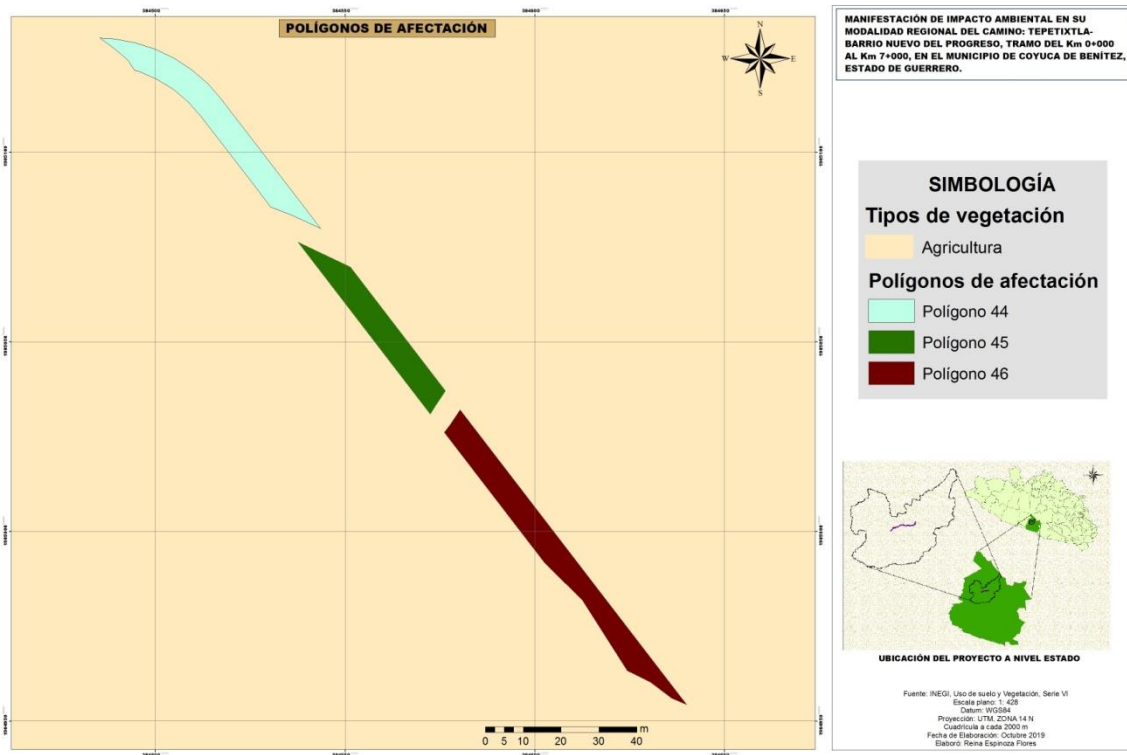 POLÍGONOS DE AFECTACIÓN
N
W
E
S
0 5 10 20 30 40
m
MANIFESTACIÓN DE IMPACTO AMBIENTAL EN SU
MODALIDAD REGIONAL DEL CAMINO: TEPETIXTLA-
BARRIO NUEVO DEL PROGRESO, TRAMO DEL Km 0+000
AL Km 7+000, EN EL MUNICIPIO DE COYUCA DE BENÍTEZ,
ESTADO DE GUERRERO.
SIMBOLOGÍA
Tipos de vegetación
Agricultura
Polígonos de afectación
Polígono 44
Polígono 45
Polígono 46
UBICACIÓN DEL PROYECTO A NIVEL ESTADO
Fuente: INEGI, Uso de suelo y Vegetación, Serie VI
Escala plano: 1: 428
Datum: WGS84
Proyección: UTM, ZONA 14 N
Cuadrícula a cada 2000 m
Fecha de Elaboración: Octubre 2019
Elaboró: Reina Espinoza Flores